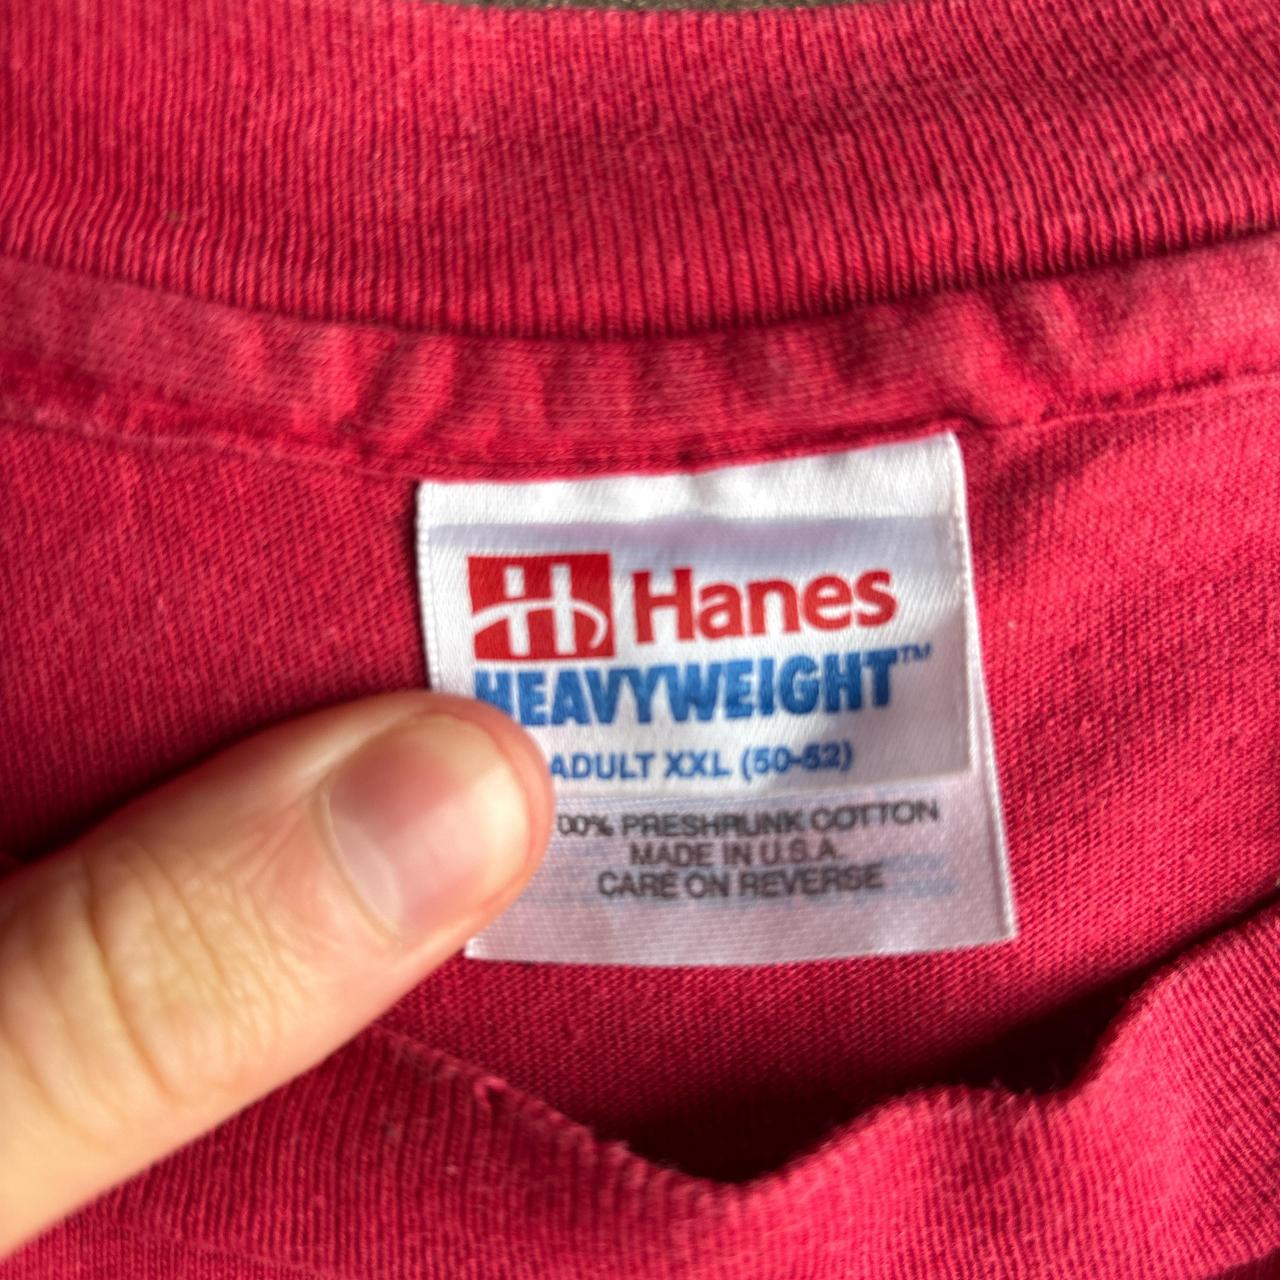 Hanes
HEAVYWEIGHT™
ADULT XXL (50-52)
00% PRESHRUNK COTTON
MADE IN U.S.A.
CARE ON REVERSE